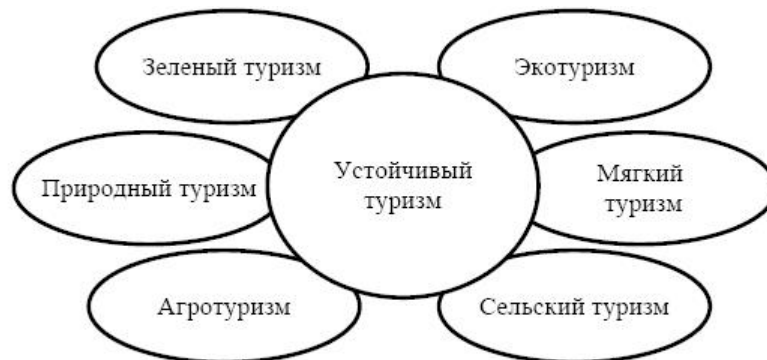 Зеленый туризм
Экотуризм
Природный туризм
Устойчивый
туризм
Мягкий
туризм
Агротуризм
Сельский туризм